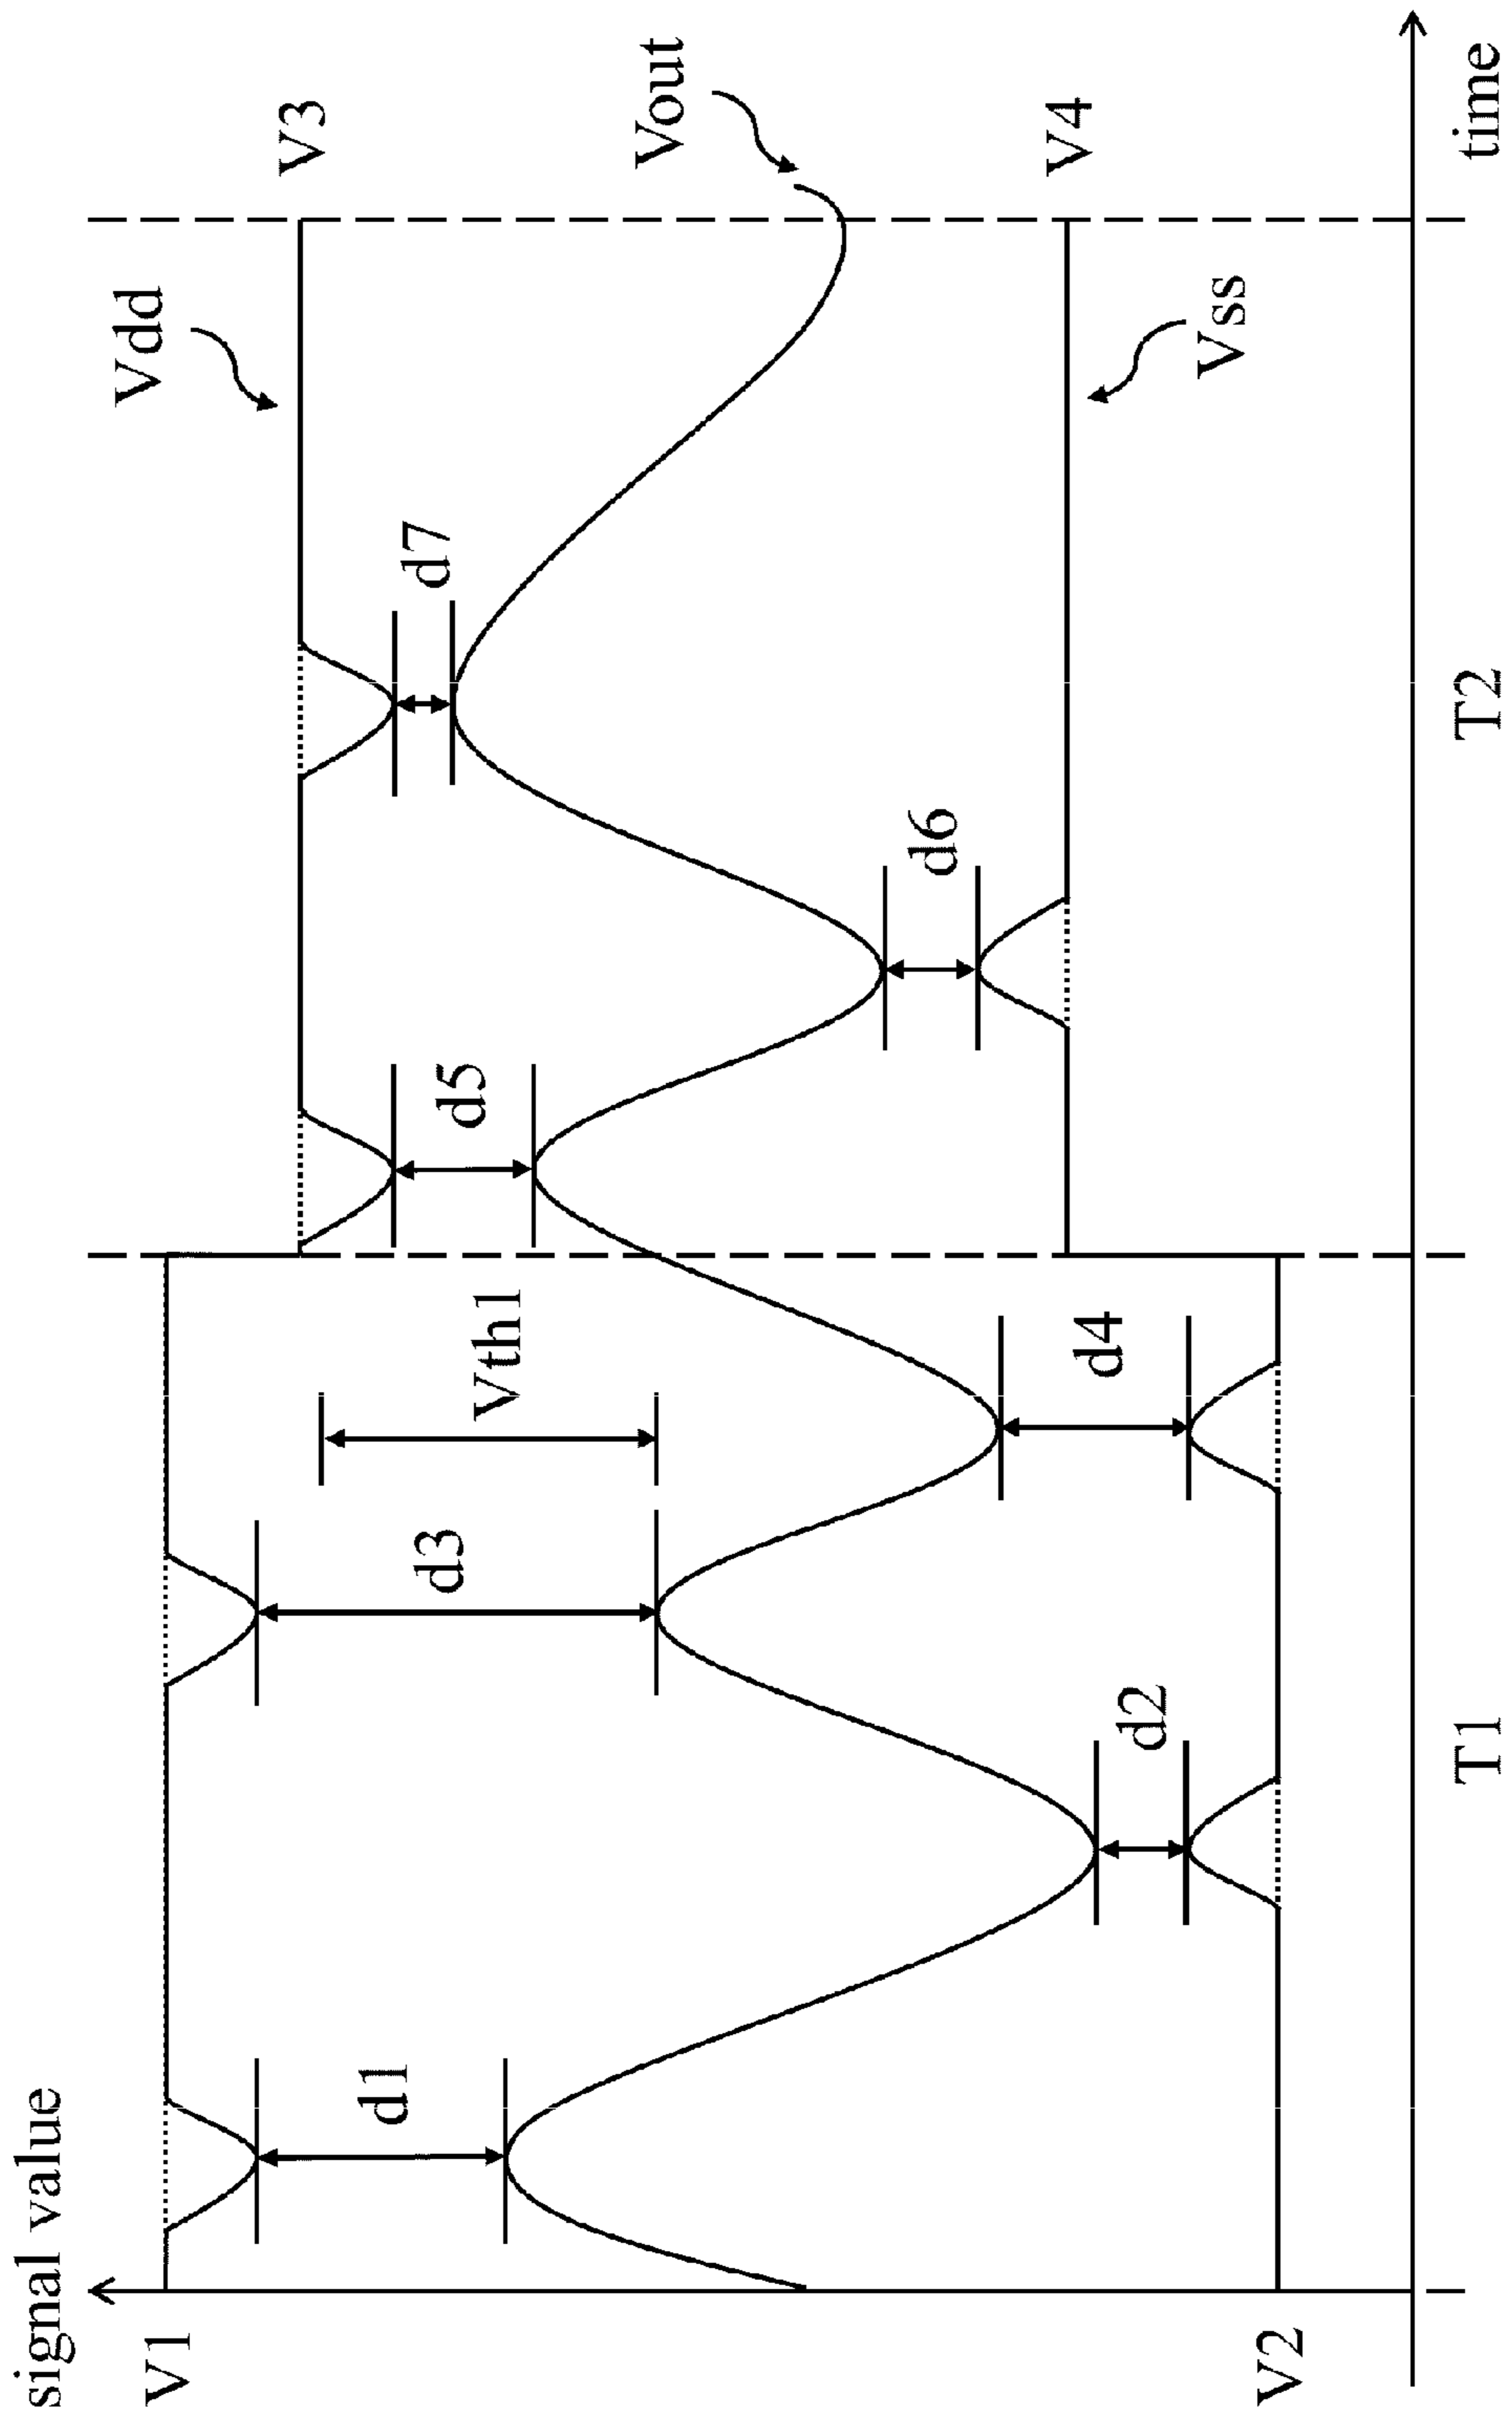 signal value
V1
V2
d1
d2
d3
d4
Vth1
d5
d6
d7
Vdd
Vss
V3
Vout
V4
T1
T2
time